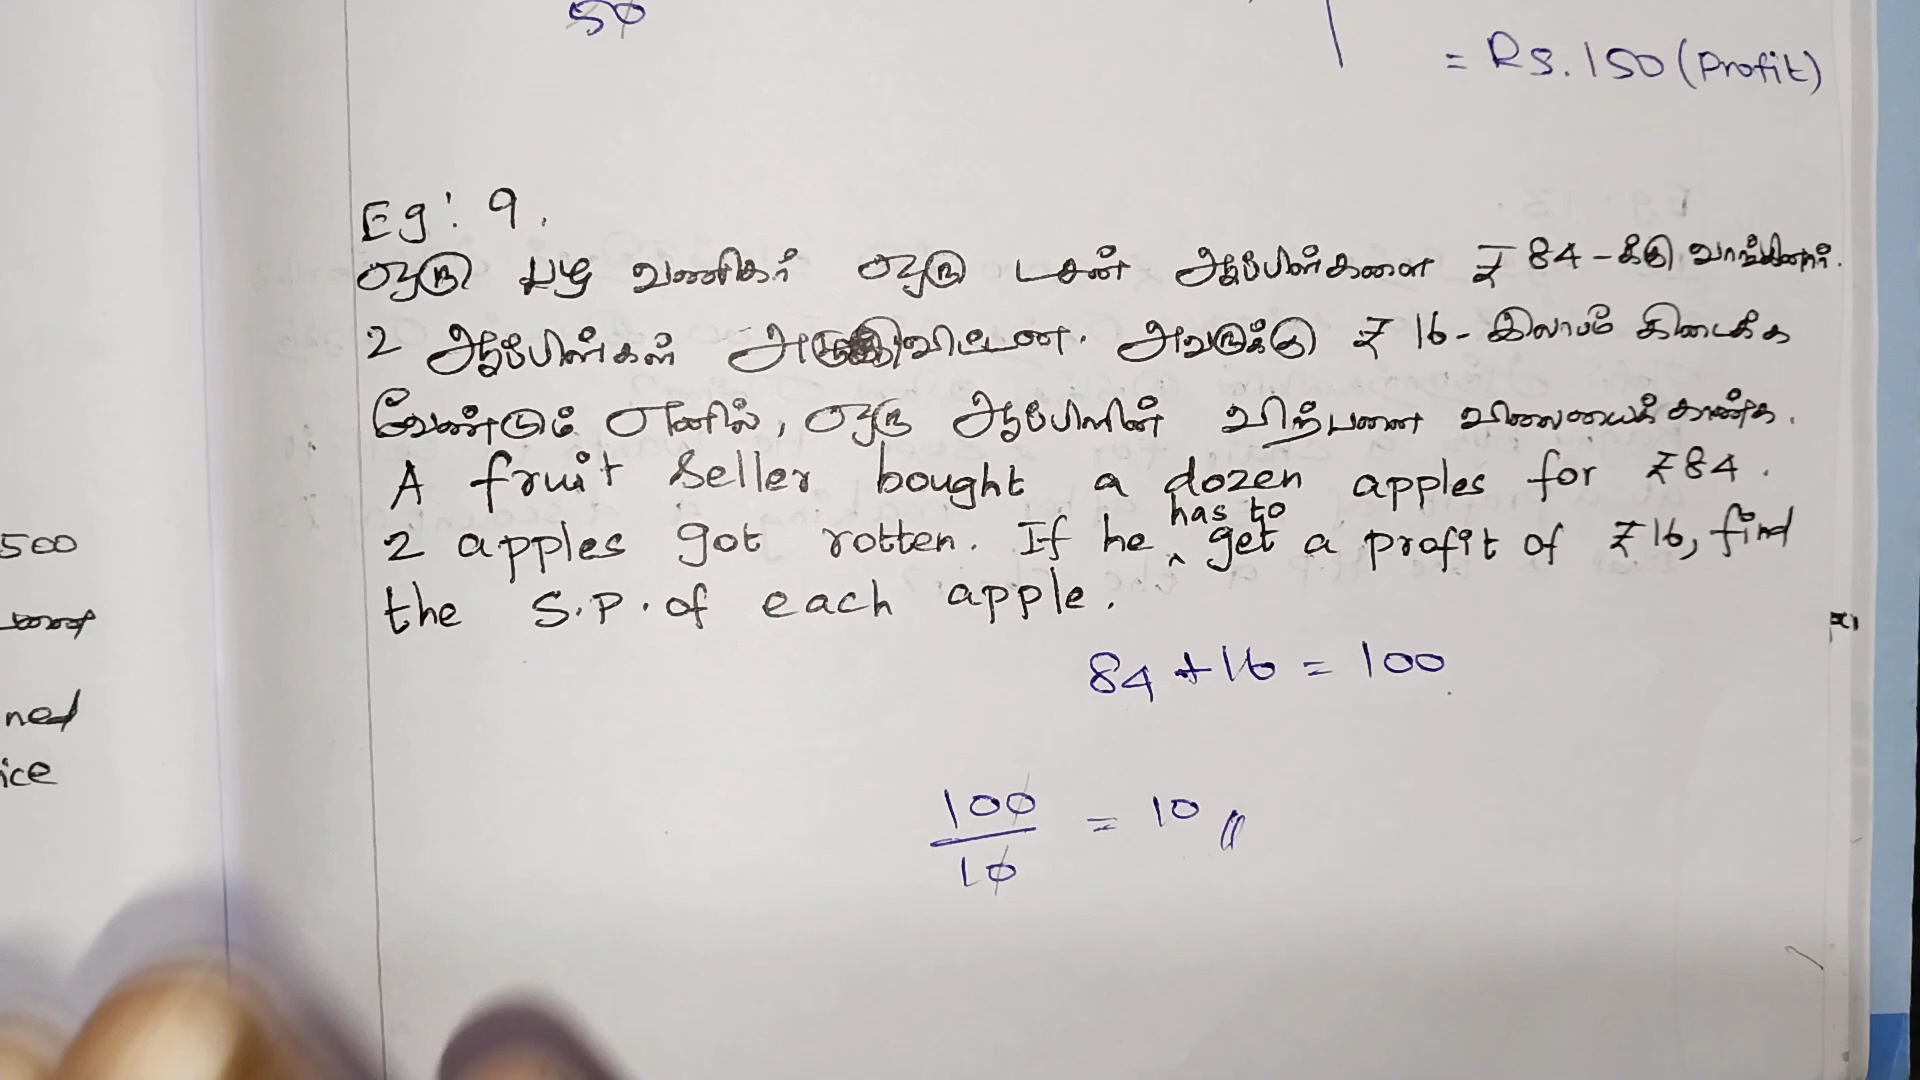 50
= Rs. 150 (Profit)
Eg: 9.
ஒரு பழ வணிகர் ஒரு டசன் ஆப்பிள்களை ₹ 84-க்கு வாங்கினார்.
2 ஆப்பிள்கள் அழுகிவிட்டன. அவருக்கு ₹ 16- இலாபம் கிடைக்க
வேண்டும் எனில், ஒரு ஆப்பிளின் விற்பனை விலையைக் காண்க.
A fruit Seller bought a dozen apples for ₹84.
has to
2 apples got rotten. If he ^ get a profit of ₹16, find
the S.P. of each apple.
84 + 16 = 100
100
10
= 10 //
500
ned
ice